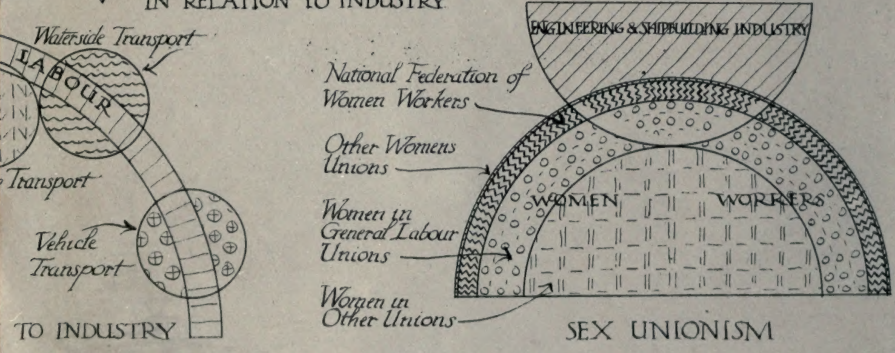 IN RELATION TO INDUSTRY
Waterside Transport
LABOUR
Transport
Vehicle
Transport
TO INDUSTRY
ENGINEERING & SHIPBUILDING INDUSTRY
National Federation of
Women Workers
Other Womens
Unions
Women in
General Labour
Unions
Women in
Other Unions
WOMEN WORKERS
SEX UNIONISM